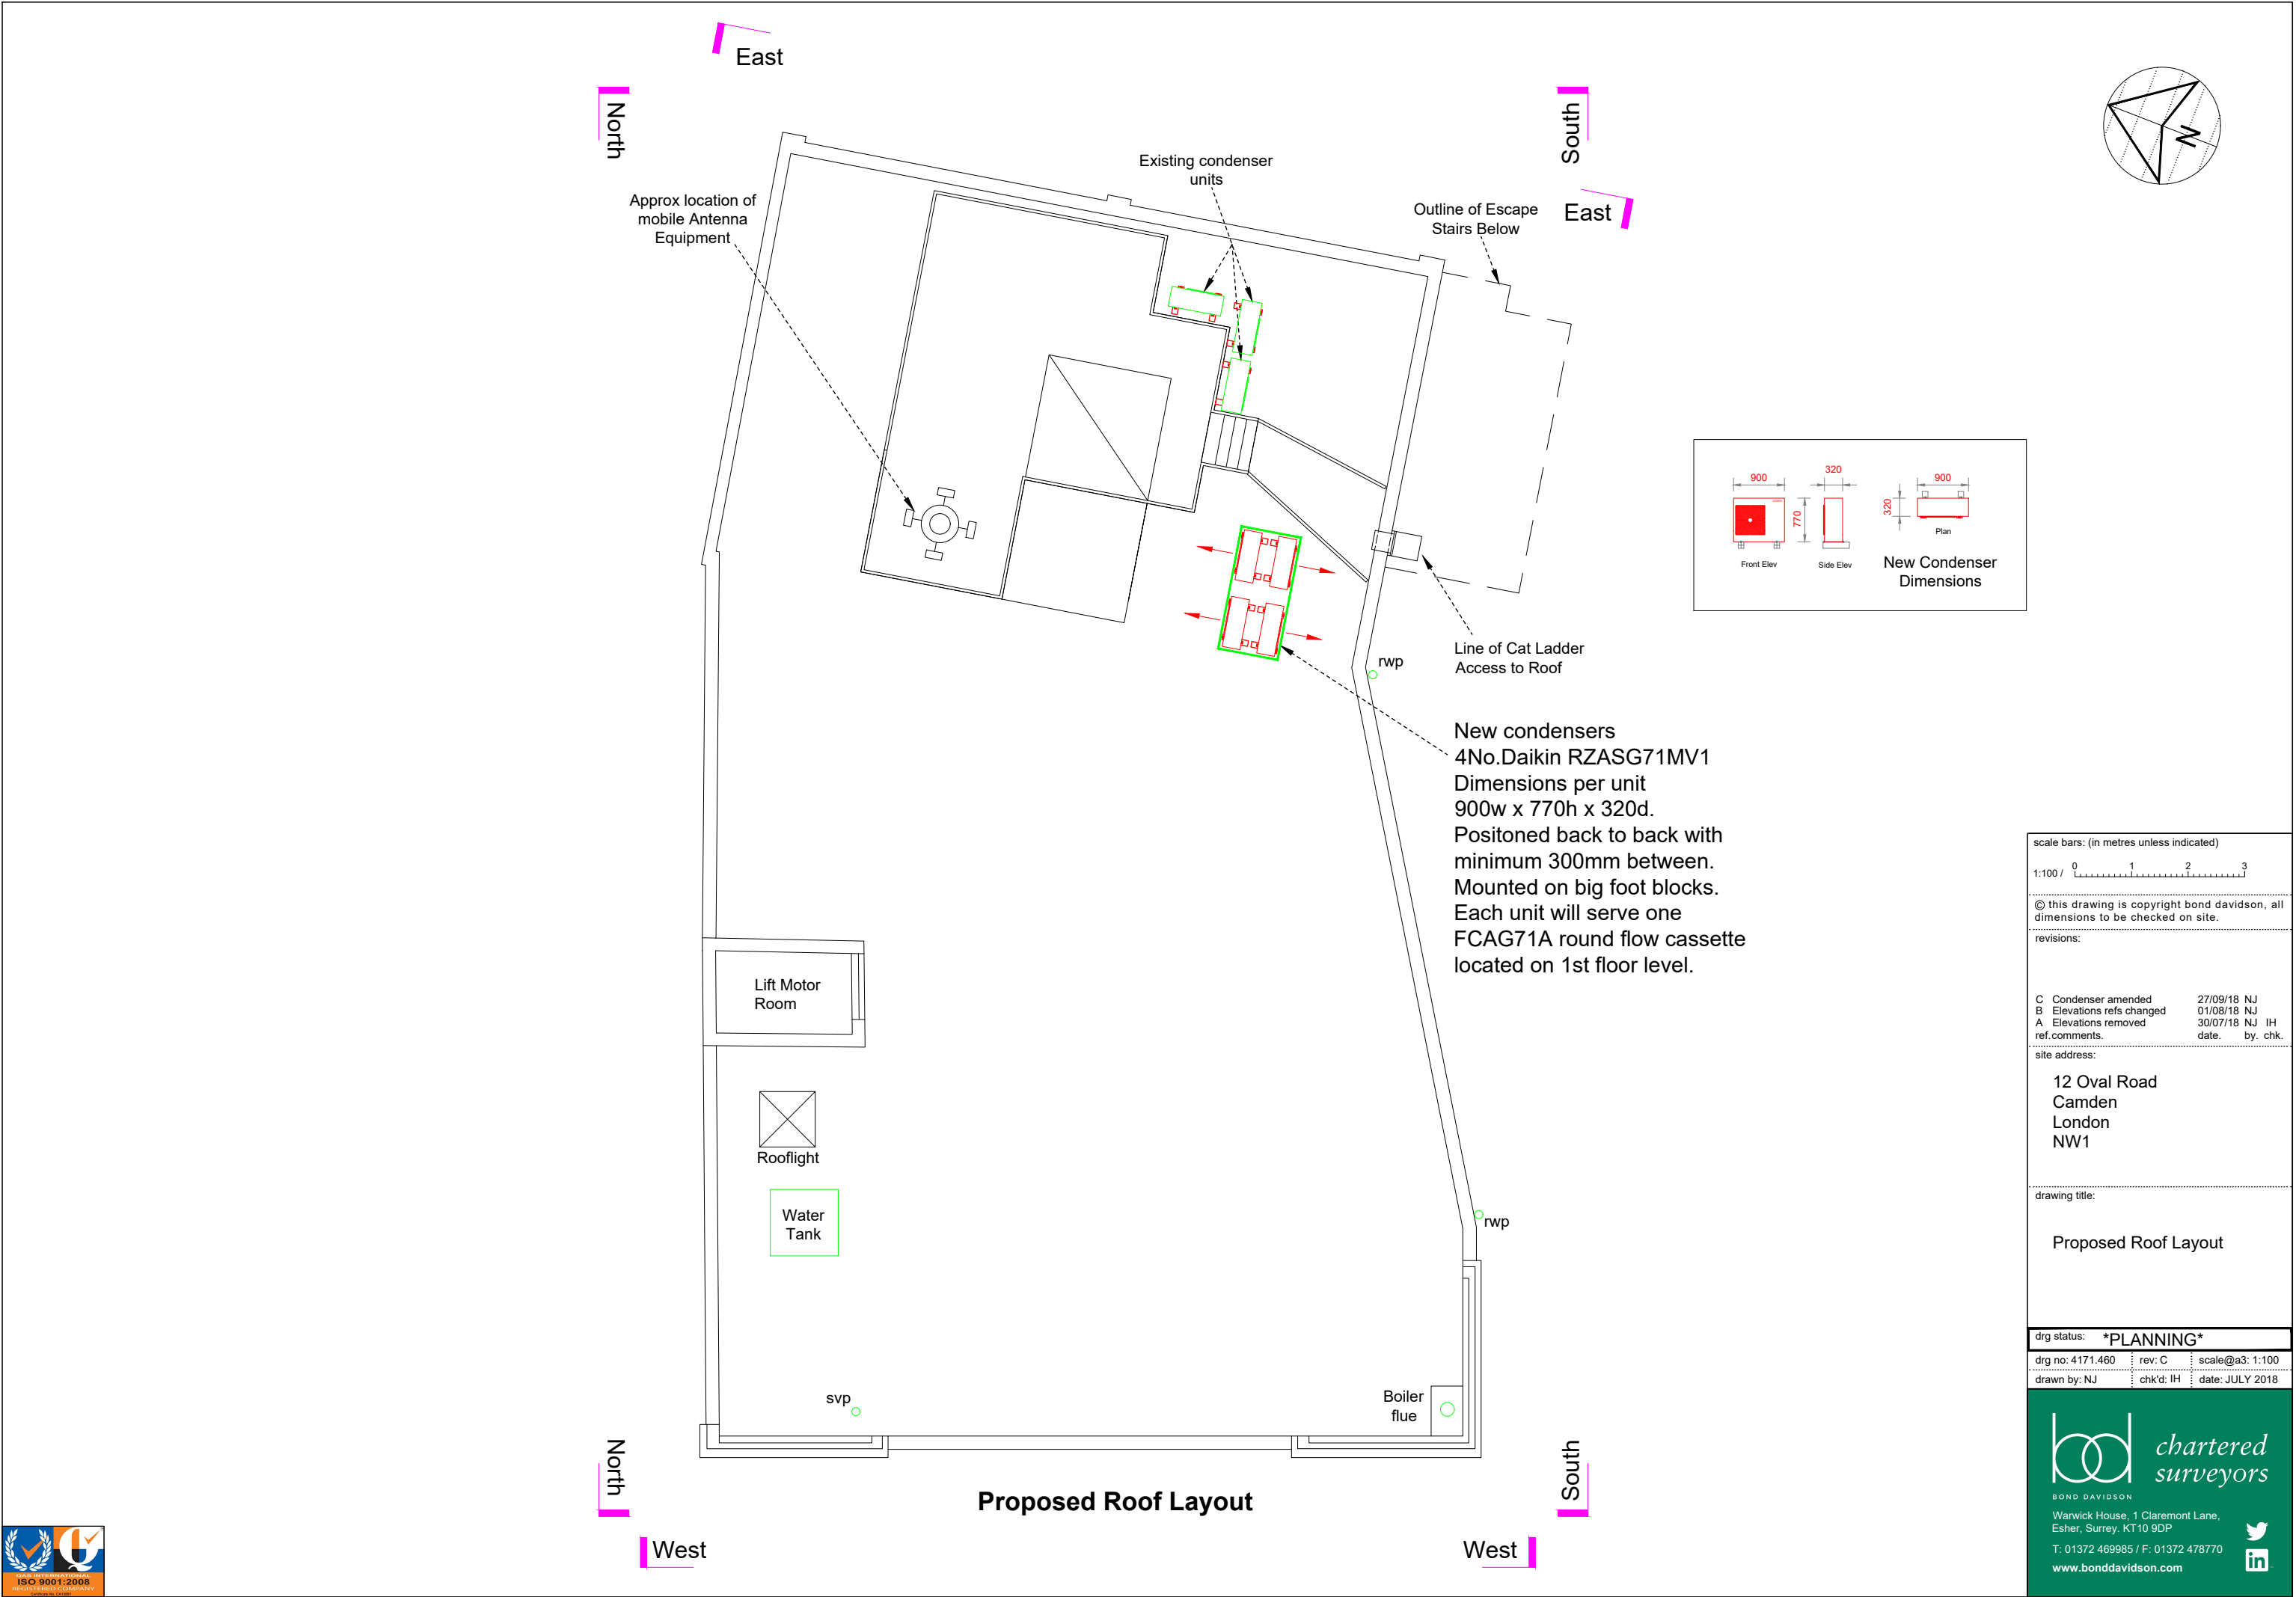 East
North
South
Existing condenser
units
Approx location of
mobile Antenna
Equipment
Outline of Escape
Stairs Below
East
N
900
320
900
770
320
Plan
Front Elev
Side Elev
New Condenser
Dimensions
Line of Cat Ladder
Access to Roof
rwp
New condensers
4No.Daikin RZASG71MV1
Dimensions per unit
900w x 770h x 320d.
Positoned back to back with
minimum 300mm between.
Mounted on big foot blocks.
Each unit will serve one
FCAG71A round flow cassette
located on 1st floor level.
Lift Motor
Room
Rooflight
Water
Tank
rwp
svp
Boiler
flue
North
South
Proposed Roof Layout
West
West
scale bars: (in metres unless indicated)
1:100 / 0 1 2 3
© this drawing is copyright bond davidson, all
dimensions to be checked on site.
revisions:
C Condenser amended 27/09/18 NJ
B Elevations refs changed 01/08/18 NJ
A Elevations removed 30/07/18 NJ IH
ref. comments. date. by. chk.
site address:
12 Oval Road
Camden
London
NW1
drawing title:
Proposed Roof Layout
drg status: *PLANNING*
drg no: 4171.460 rev: C scale@a3: 1:100
drawn by: NJ chk'd: IH date: JULY 2018
bd chartered
surveyors
BOND DAVIDSON
Warwick House, 1 Claremont Lane,
Esher, Surrey. KT10 9DP
T: 01372 469985 / F: 01372 478770
www.bonddavidson.com
in
Q
QAS INTERNATIONAL
ISO 9001:2008
REGISTERED COMPANY